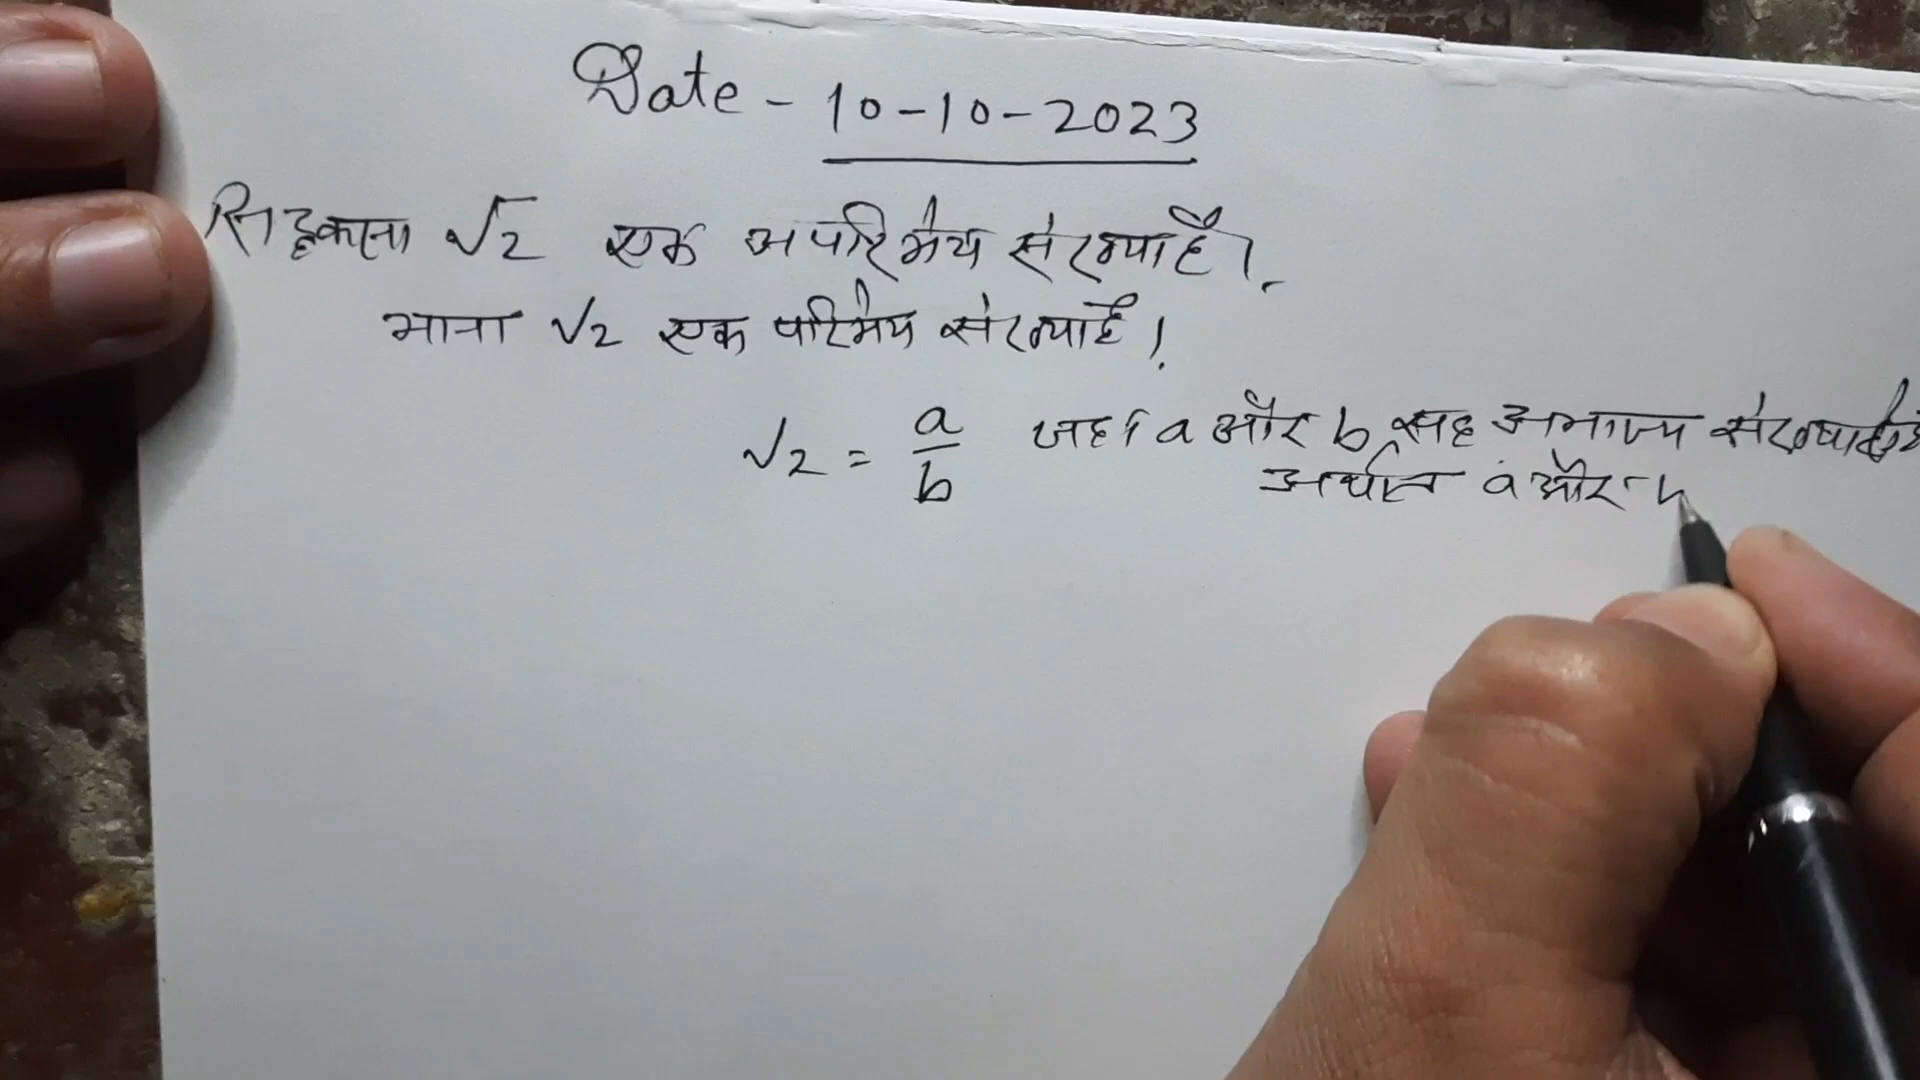 Date - 10-10-2023
सिद्ध करना √2 एक अपरिमेय संख्या है।
माना √2 एक परिमेय संख्या है।
√2 = a/b जहाँ a और b सह अभाज्य संख्या
अर्थात a और b